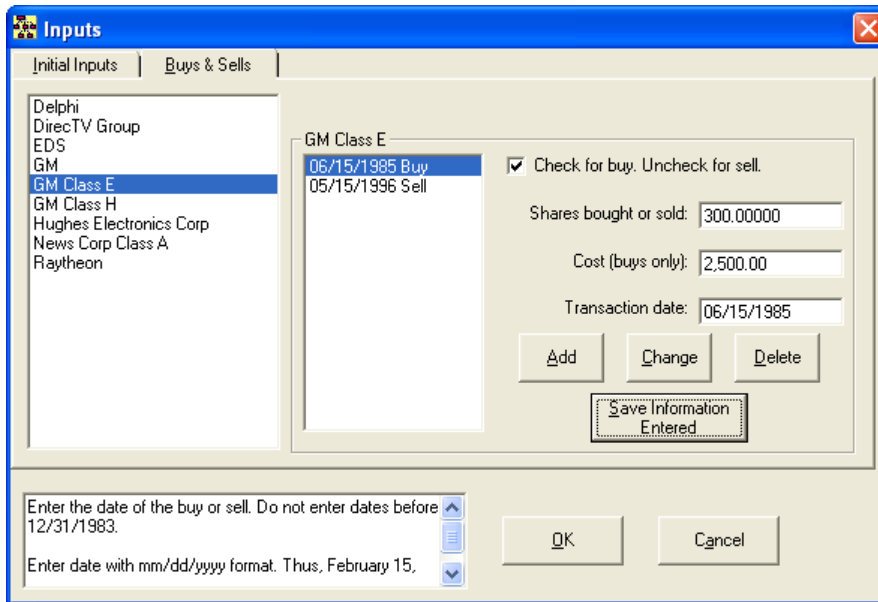 Inputs
Initial Inputs
Buys & Sells
Delphi
DirecTV Group
EDS
GM
GM Class E
GM Class H
Hughes Electronics Corp
News Corp Class A
Raytheon
GM Class E
06/15/1985 Buy
05/15/1996 Sell
Check for buy. Uncheck for sell.
Shares bought or sold: 300.00000
Cost (buys only): 2,500.00
Transaction date: 06/15/1985
Add
Change
Delete
Save Information
Entered
Enter the date of the buy or sell. Do not enter dates before
12/31/1983.
Enter date with mm/dd/yyyy format. Thus, February 15,
OK
Cancel